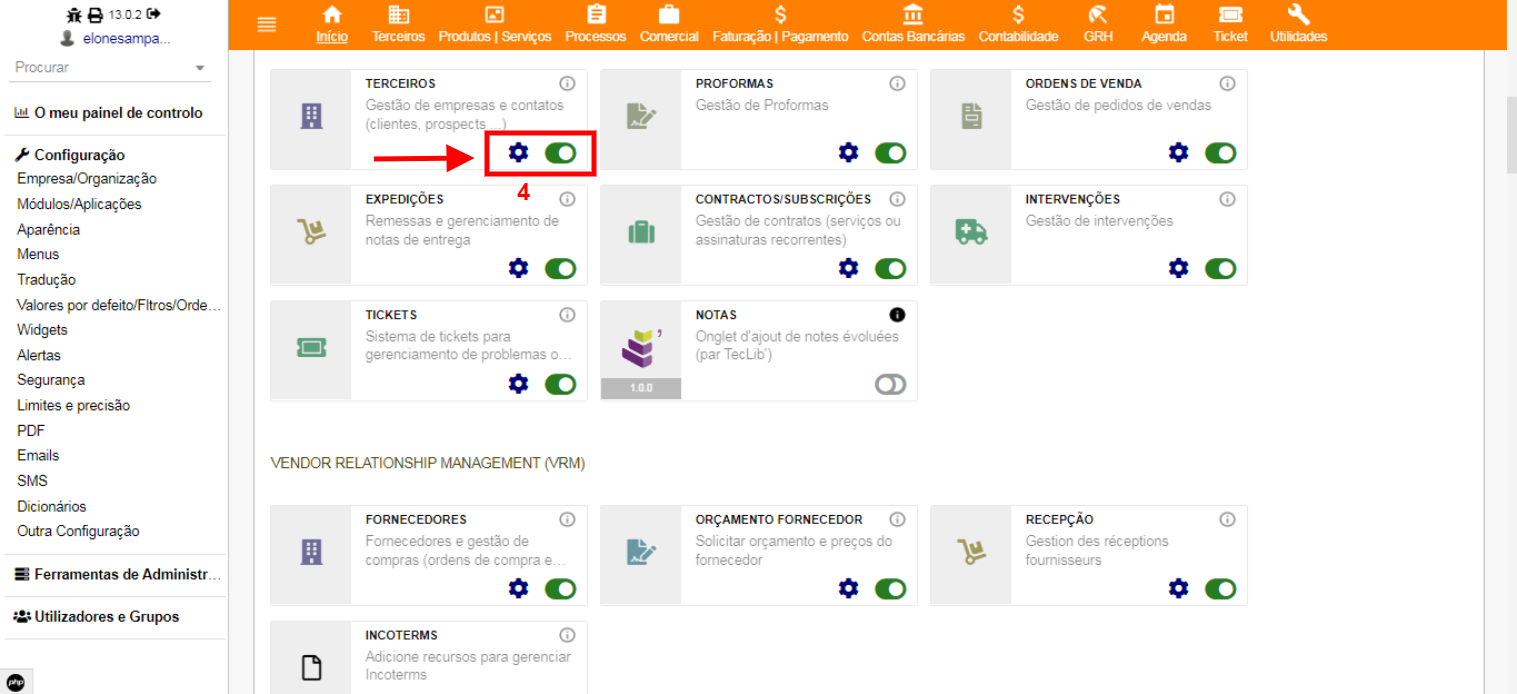 13.0.2
elonesampa...
Procurar
O meu painel de controlo
Configuração
Empresa/Organização
Módulos/Aplicações
Aparência
Menus
Tradução
Valores por defeito/Fltros/Orde...
Widgets
Alertas
Segurança
Limites e precisão
PDF
Emails
SMS
Dicionários
Outra Configuração
Ferramentas de Administr...
Utilizadores e Grupos
php
Início
Terceiros
Produtos | Serviços
Processos
Comercial
Faturação | Pagamento
Contas Bancárias
Contabilidade
GRH
Agenda
Ticket
Utilidades
TERCEIROS
Gestão de empresas e contatos
(clientes, prospects ...)
4
PROFORMAS
Gestão de Proformas
ORDENS DE VENDA
Gestão de pedidos de vendas
EXPEDIÇÕES
Remessas e gerenciamento de
notas de entrega
CONTRACTOS/SUBSCRIÇÕES
Gestão de contratos (serviços ou
assinaturas recorrentes)
INTERVENÇÕES
Gestão de intervenções
TICKETS
Sistema de tickets para
gerenciamento de problemas o...
NOTAS
Onglet d'ajout de notes évoluées
(par TecLib')
1.0.0
VENDOR RELATIONSHIP MANAGEMENT (VRM)
FORNECEDORES
Fornecedores e gestão de
compras (ordens de compra e...
ORÇAMENTO FORNECEDOR
Solicitar orçamento e preços do
fornecedor
RECEPÇÃO
Gestion des réceptions
fournisseurs
INCOTERMS
Adicione recursos para gerenciar
Incoterms